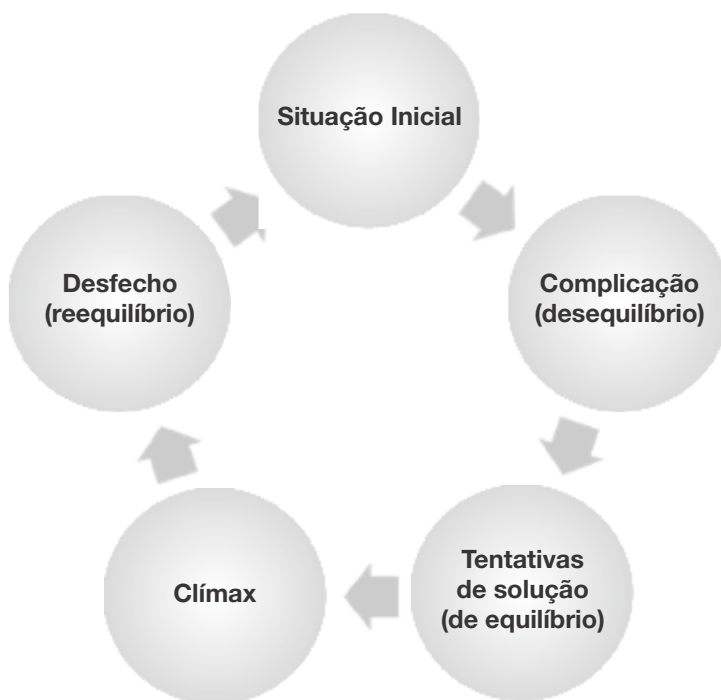 Situação Inicial
Complicação
(desequilíbrio)
Tentativas
de solução
(de equilíbrio)
Clímax
Desfecho
(reequilíbrio)